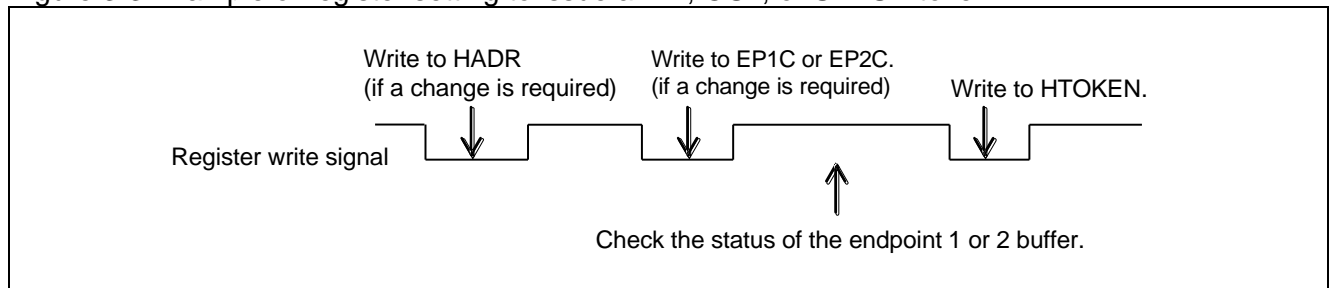 Write to HADR
(if a change is required)
Write to EP1C or EP2C.
(if a change is required)
Write to HTOKEN.
Register write signal
Check the status of the endpoint 1 or 2 buffer.